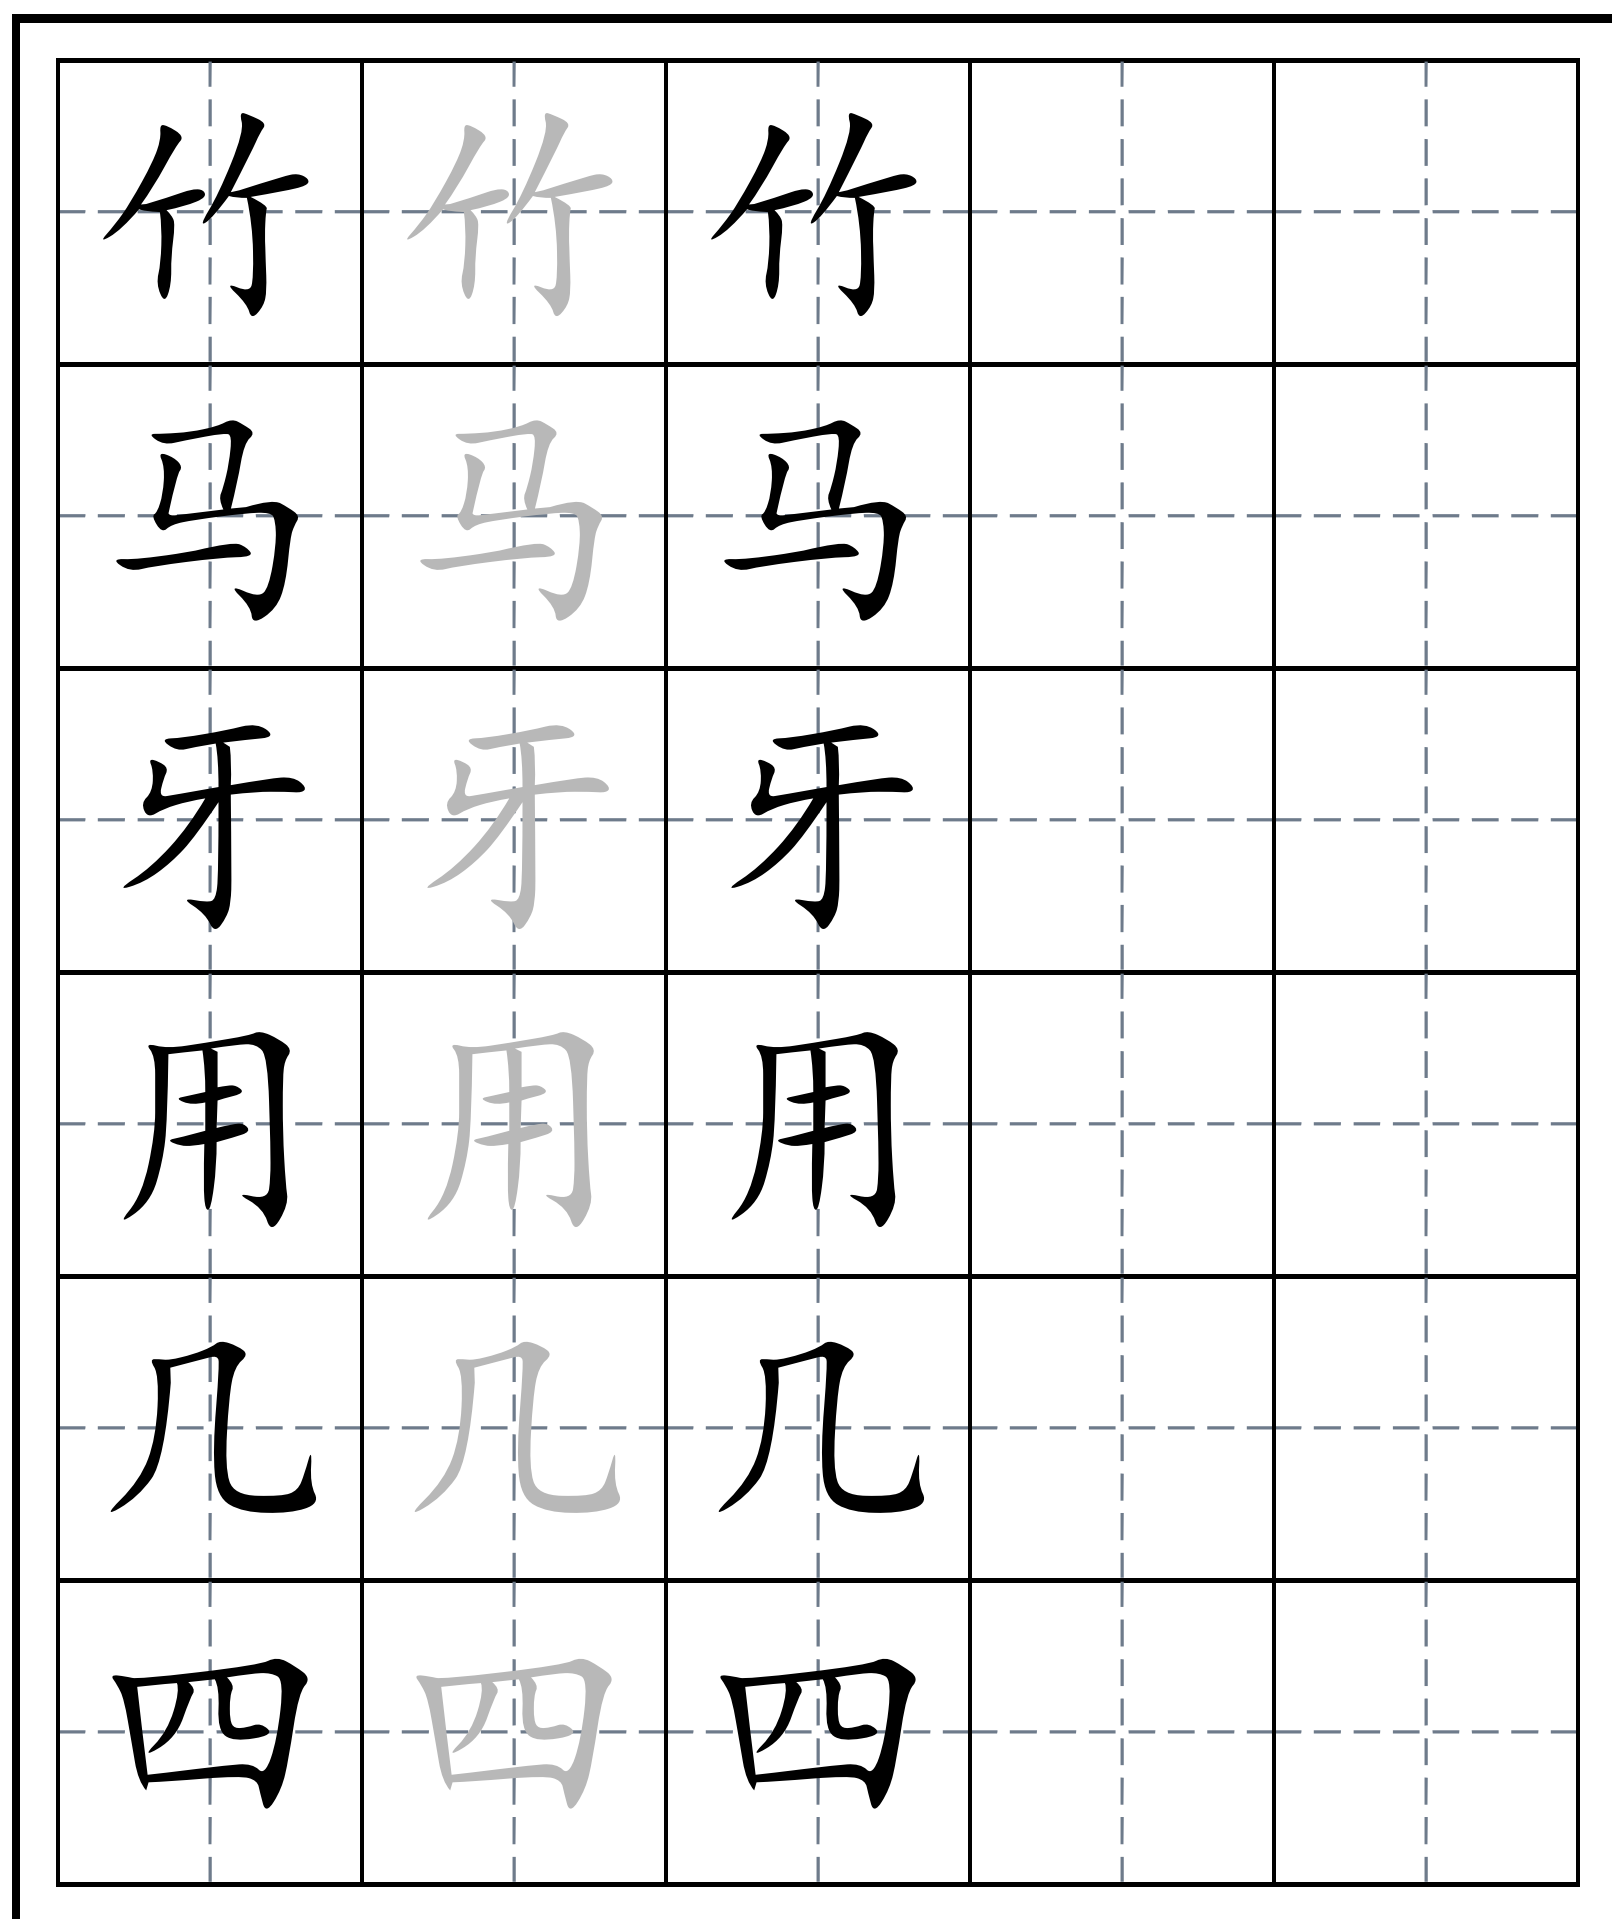 竹 竹 竹
马 马 马
牙 牙 牙
用 用 用
几 几 几
四 四 四